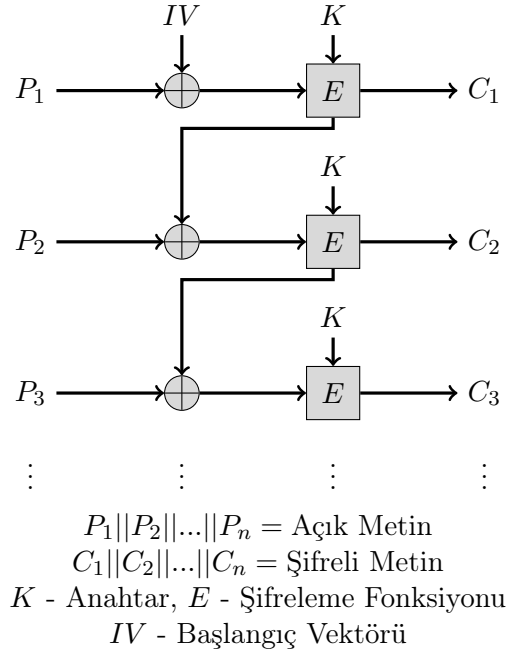 IV K
P₁ E C₁
K
P₂ E C₂
K
P₃ E C₃
⋮ ⋮ ⋮ ⋮
P₁||P₂||...||Pₙ = Açık Metin
C₁||C₂||...||Cₙ = Şifreli Metin
K - Anahtar, E - Şifreleme Fonksiyonu
IV - Başlangıç Vektörü